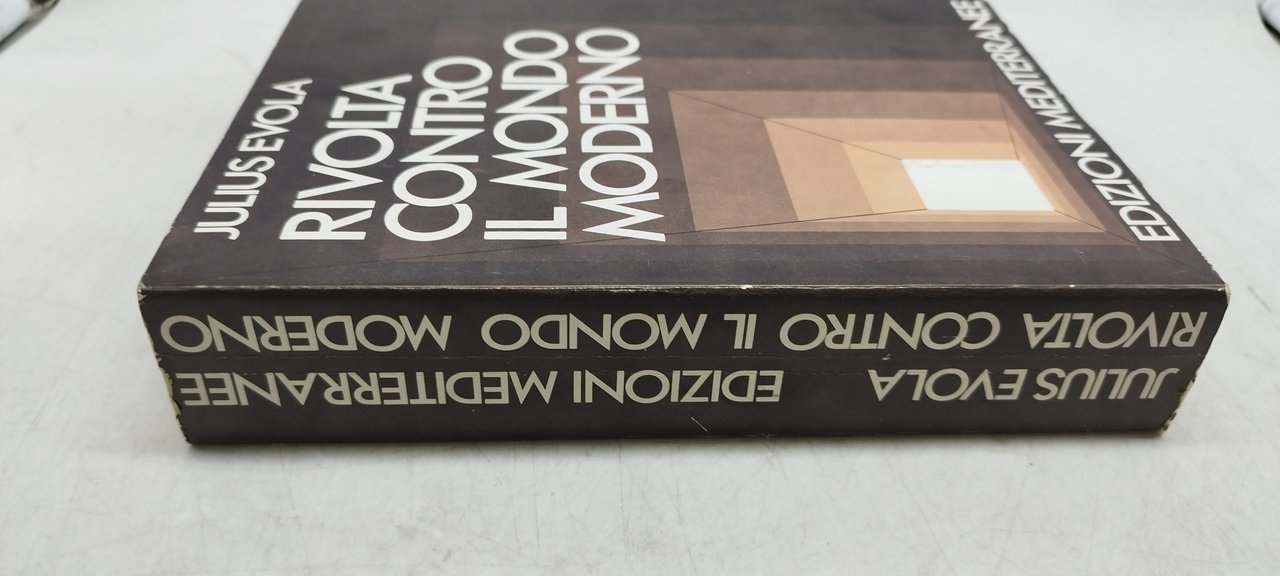 JULIUS EVOLA
RIVOLTA
CONTRO
IL MONDO
MODERNO
EDIZIONI MEDITERRANEE
RIVOLTA CONTRO IL MONDO MODERNO
JULIUS EVOLA EDIZIONI MEDITERRANEE